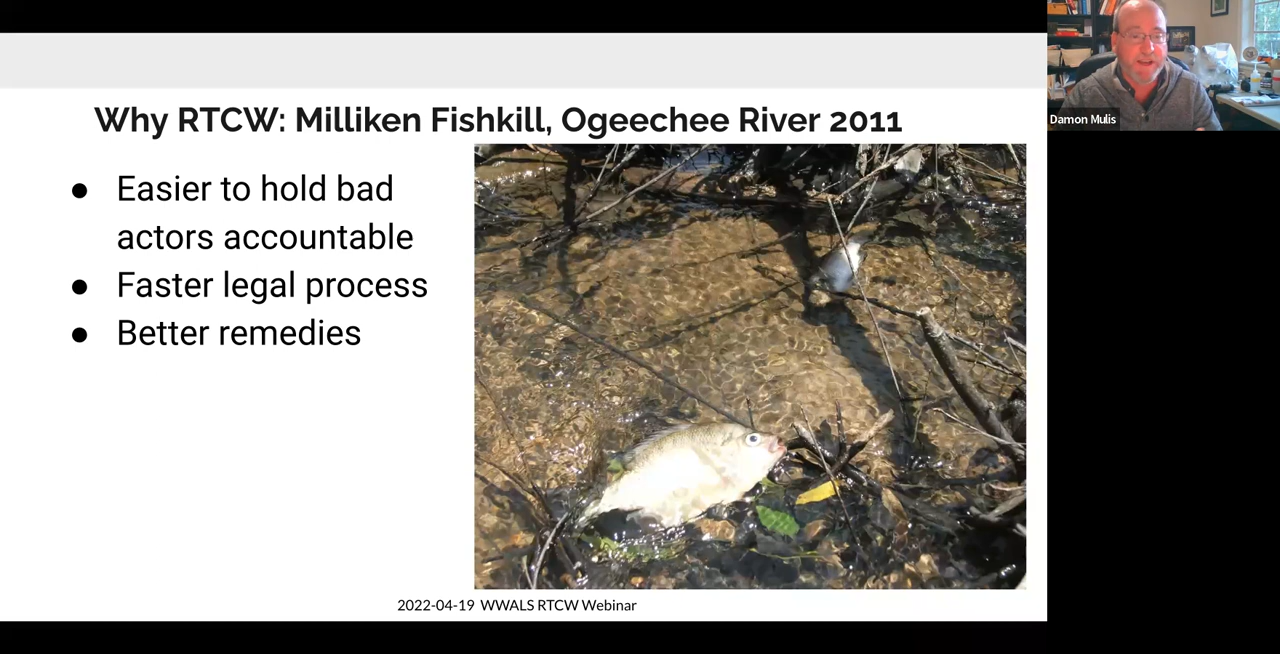 Why RTCW: Milliken Fishkill, Ogeechee River 2011
● Easier to hold bad
actors accountable
● Faster legal process
● Better remedies
2022-04-19 WWALS RTCW Webinar
Damon Mulis